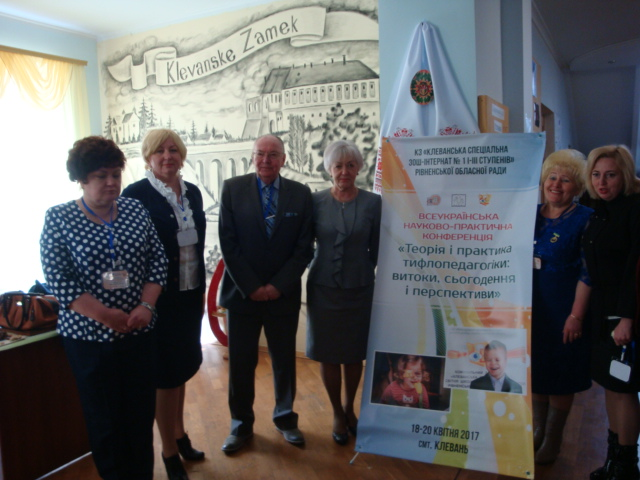 Klevanske Zamek
КЗ «КЛЕВАНСЬКА СПЕЦІАЛЬНА
ЗОШ-ІНТЕРНАТ № 1 І-ІІІ СТУПЕНІВ»
РІВНЕНСЬКОЇ ОБЛАСНОЇ РАДИ
ВСЕУКРАЇНСЬКА
НАУКОВО-ПРАКТИЧНА
КОНФЕРЕНЦІЯ
«Теорія і практика
тифлопедагогіки:
витоки, сьогодення
і перспективи»
18-20 КВІТНЯ 2017
СМТ. КЛЕВАНЬ